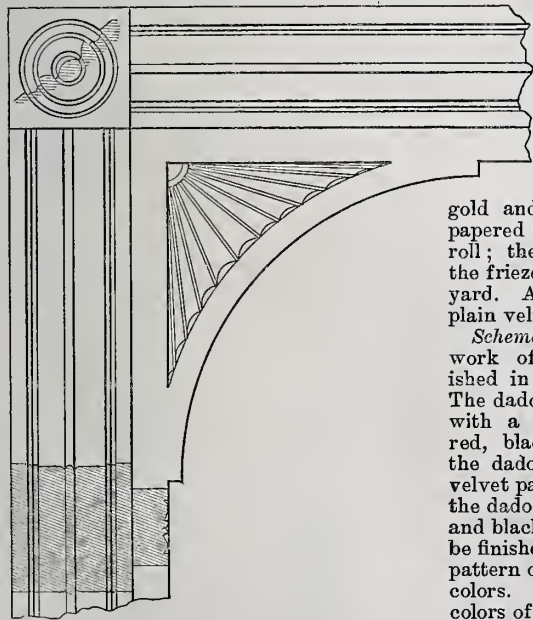 gold and
papered
roll; the
the frieze
yard. A
plain vel
Scheme
work of
ished in
The dado
with a
red, blac
the dado
velvet pa
the dado
and black
be finishe
pattern o
colors.
colors of